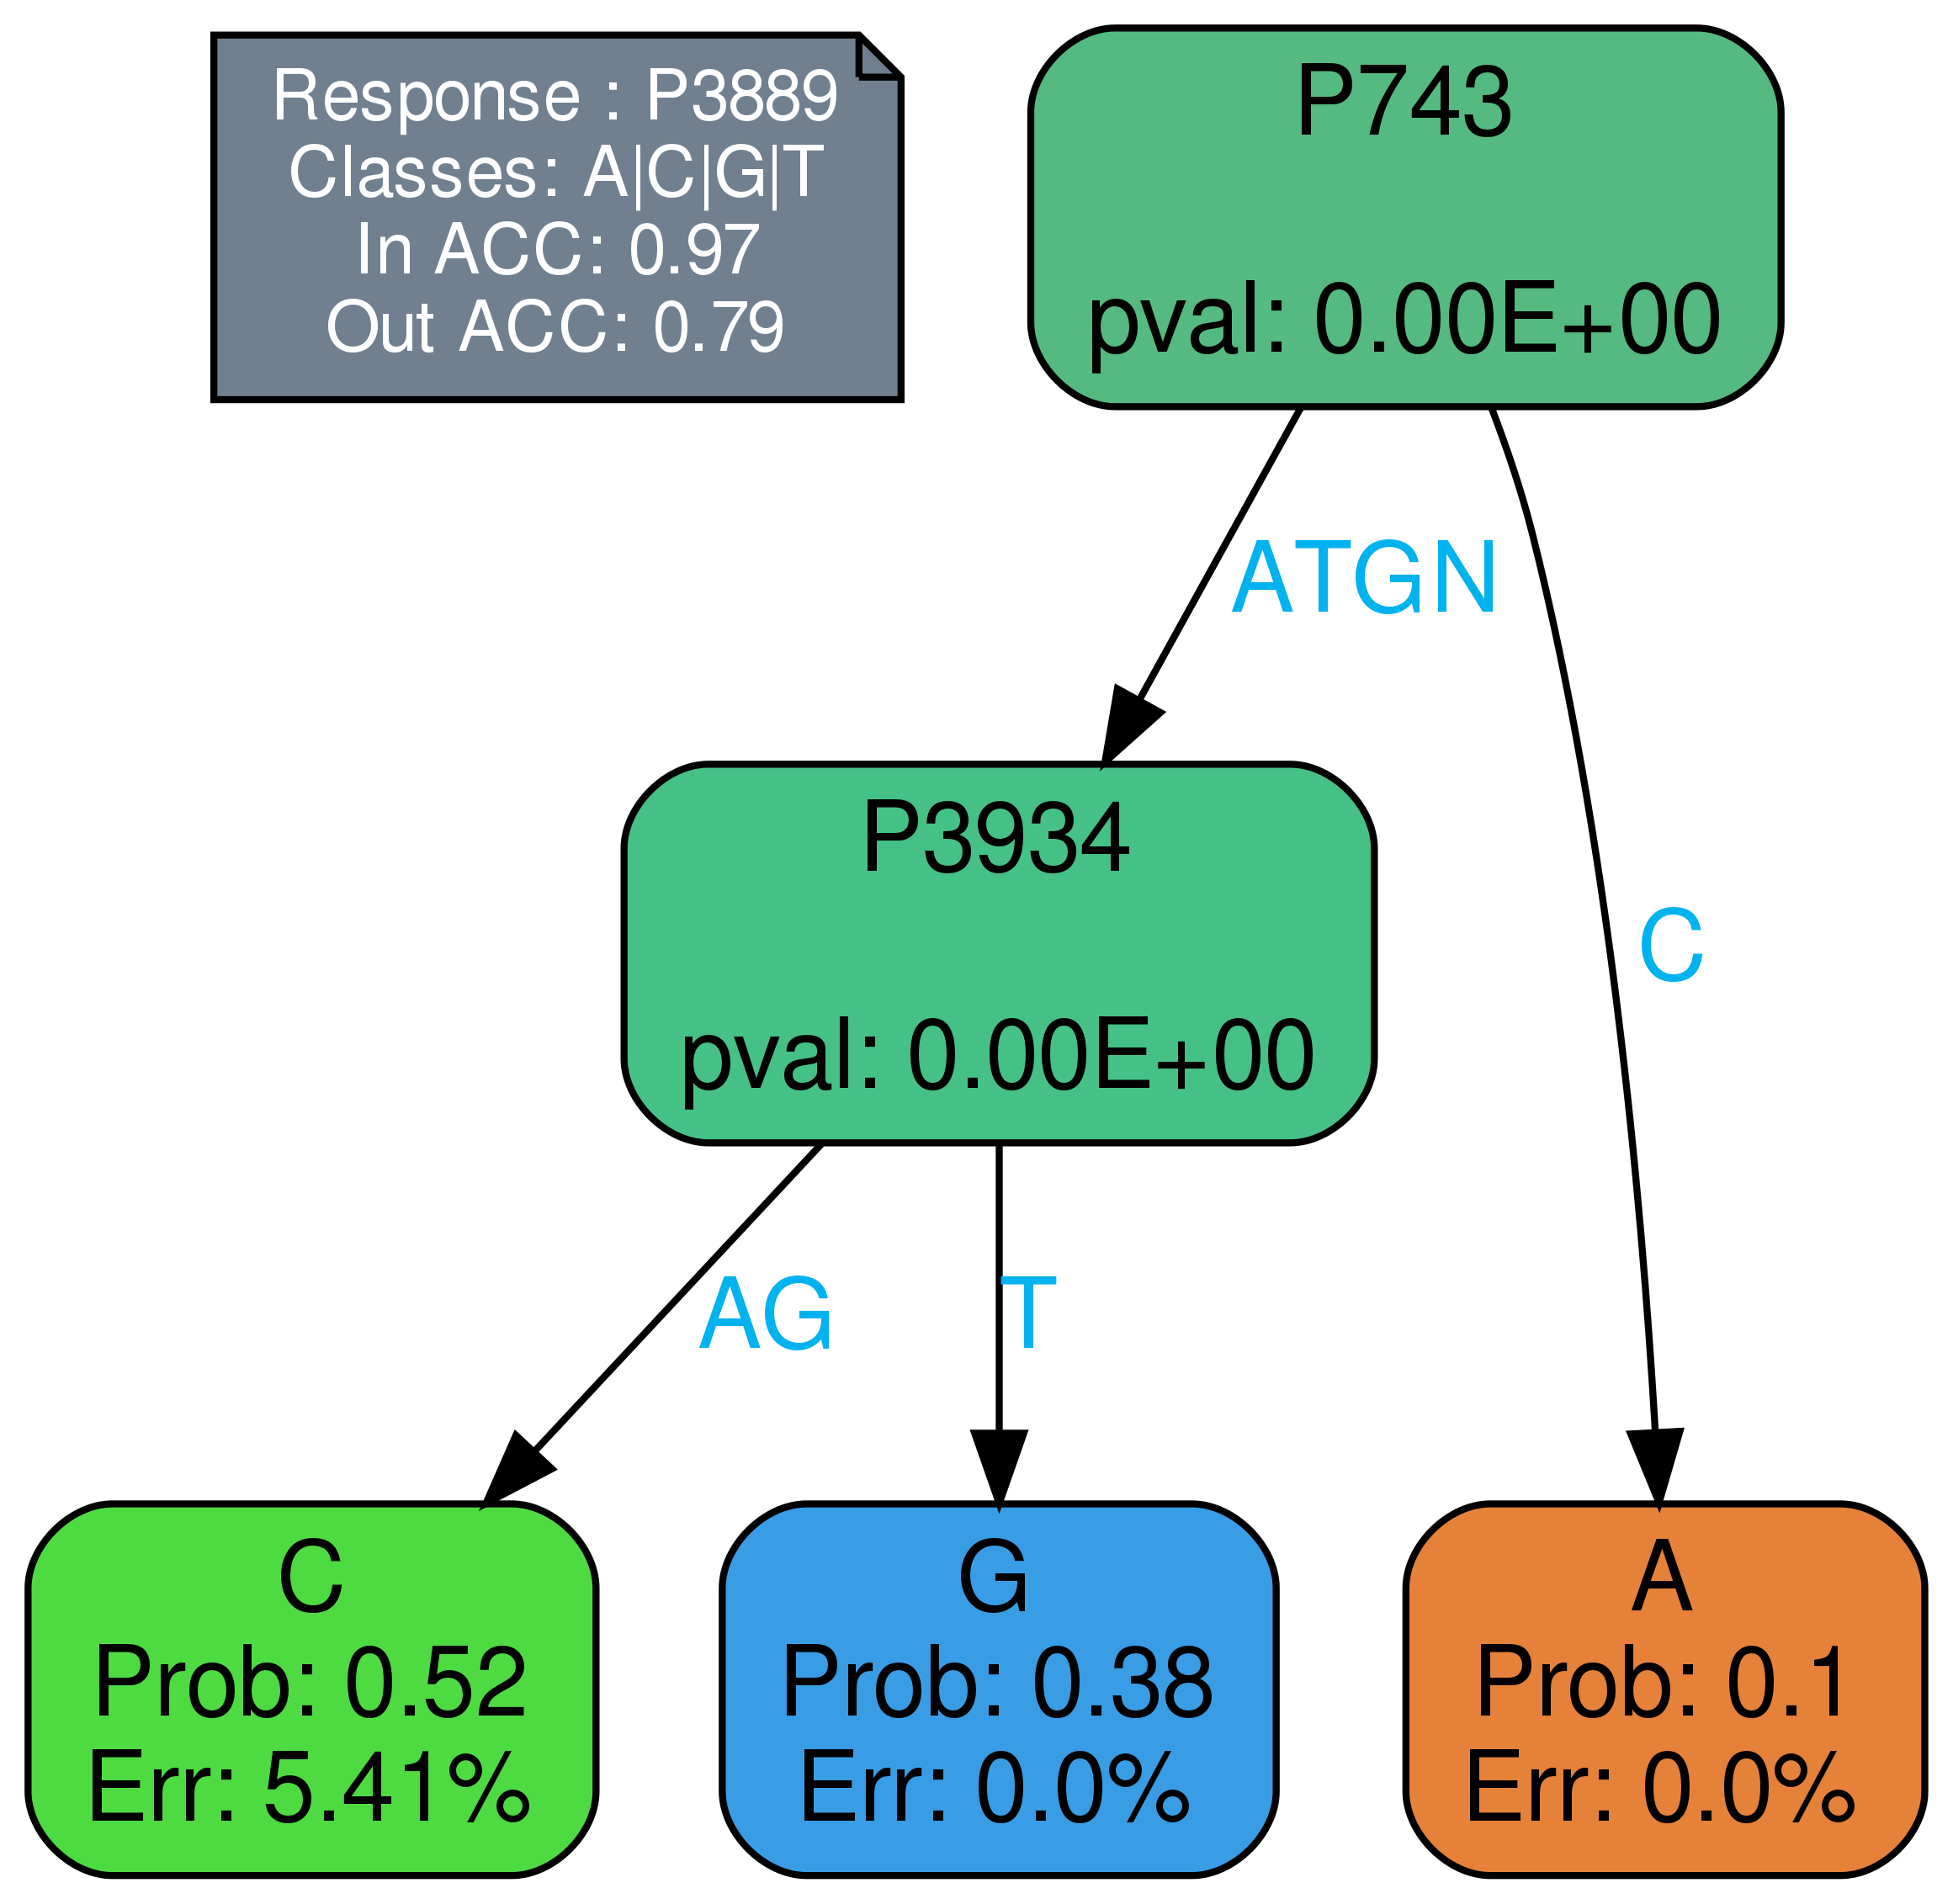 Response : P3889
Classes: A|C|G|T
In ACC: 0.97
Out ACC: 0.79
P743
pval: 0.00E+00
ATGN
C
P3934
pval: 0.00E+00
AG
T
C
Prob: 0.52
Err: 5.41%
G
Prob: 0.38
Err: 0.0%
A
Prob: 0.1
Err: 0.0%